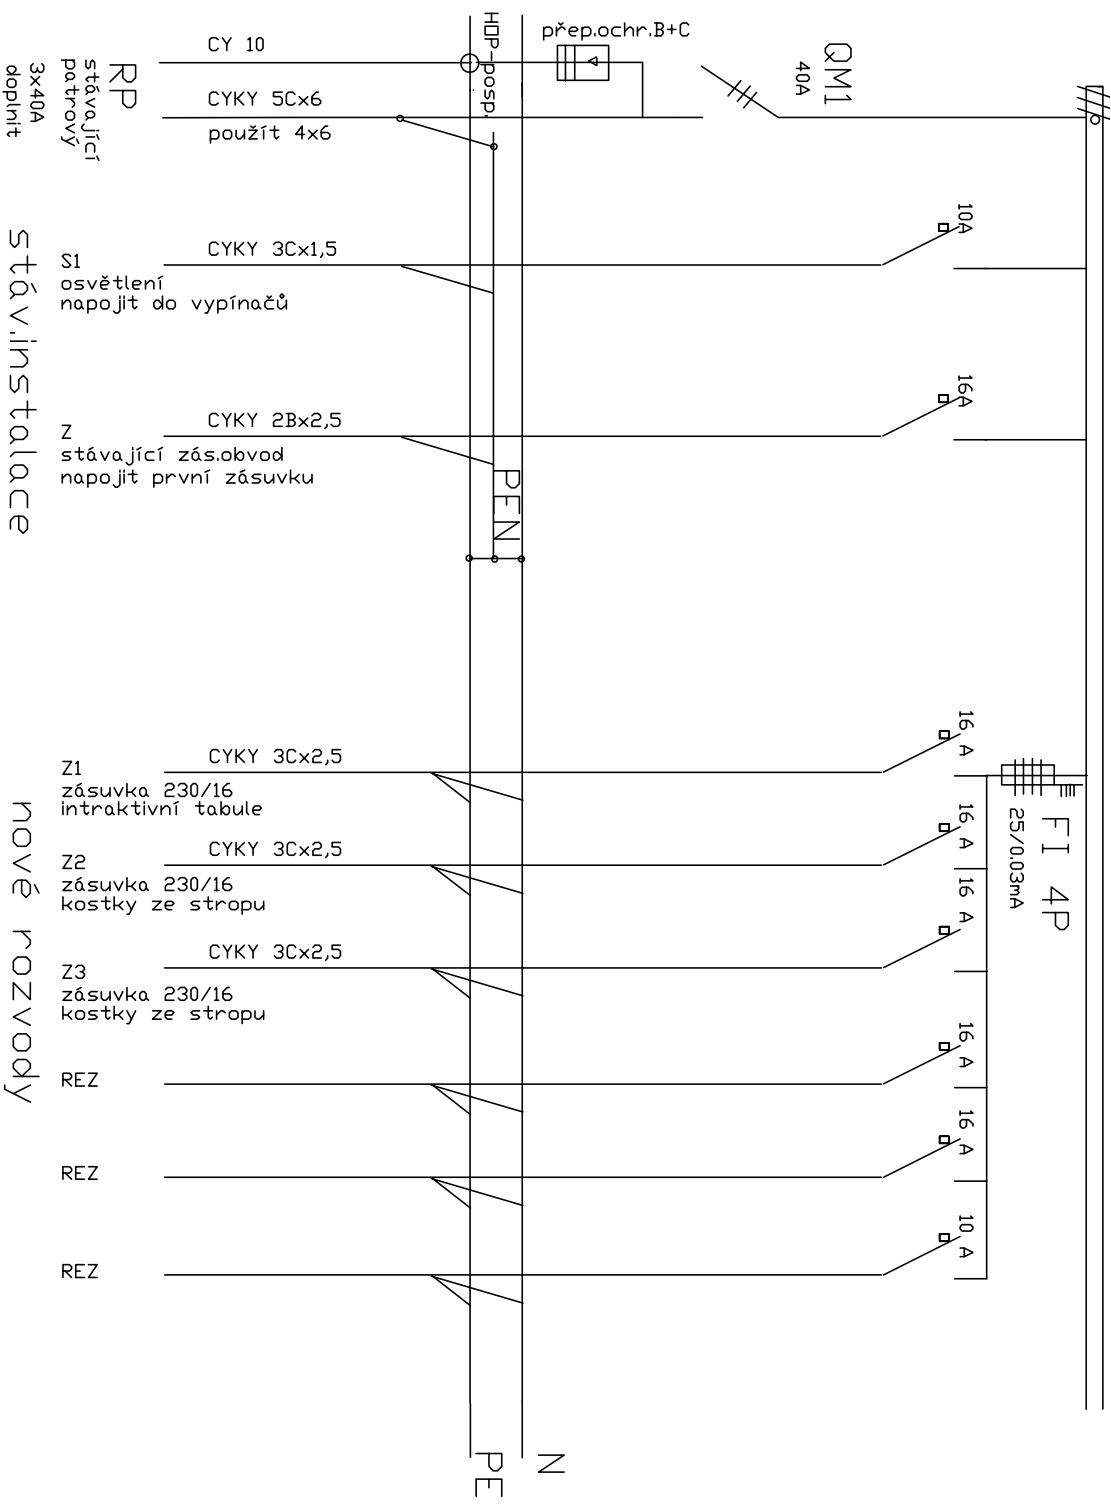 HOP-posp.
přep.ochr.B+C
QM1
40A
CY 10
CYKY 5Cx6
použít 4x6
RP
stávající
patrový
3x40A
doplnit
stáv.instalace
10A
CYKY 3Cx1,5
S1
osvětlení
napojit do vypínačů
16A
CYKY 2Bx2,5
Z
stávající zás.obvod
napojit první zásuvku
PEN
nové rozvody
FI 4P
25/0.03mA
16 A
CYKY 3Cx2,5
Z1
zásuvka 230/16
intraktivní tabule
16 A
CYKY 3Cx2,5
Z2
zásuvka 230/16
kostky ze stropu
16 A
CYKY 3Cx2,5
Z3
zásuvka 230/16
kostky ze stropu
16 A
REZ
16 A
REZ
10 A
REZ
N
PE